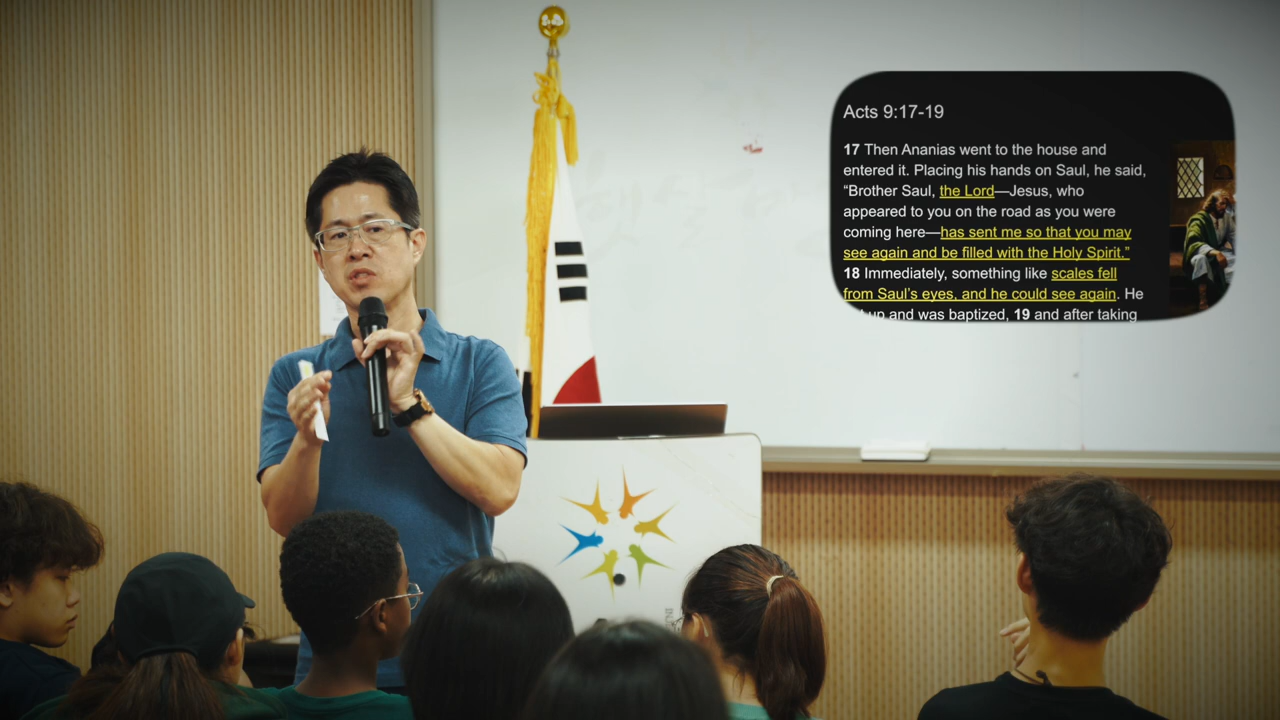 Acts 9:17-19
17 Then Ananias went to the house and
entered it. Placing his hands on Saul, he said,
“Brother Saul, the Lord—Jesus, who
appeared to you on the road as you were
coming here—has sent me so that you may
see again and be filled with the Holy Spirit.”
18 Immediately, something like scales fell
from Saul’s eyes, and he could see again. He
up and was baptized, 19 and after taking
햇살